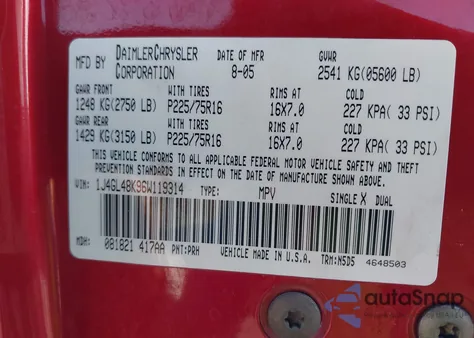 MFD BY DAIMLERCHRYSLER CORPORATION DATE OF MFR 8-05 GVWR 2541 KG(05600 LB)
GAWR FRONT WITH TIRES RIMS AT COLD
1248 KG(2750 LB) P225/75R16 16X7.0 227 KPA( 33 PSI)
GAWR REAR WITH TIRES RIMS AT COLD
1429 KG(3150 LB) P225/75R16 16X7.0 227 KPA( 33 PSI)
THIS VEHICLE CONFORMS TO ALL APPLICABLE FEDERAL MOTOR VEHICLE SAFETY AND THEFT
PREVENTION STANDARDS IN EFFECT ON THE DATE OF MANUFACTURE SHOWN ABOVE.
VIN: 1J4GL48K96W119314 TYPE: MPV SINGLE X DUAL
MDH: 081821 417AA PNT:PRH VEHICLE MADE IN U.S.A. TRM:N5D5 4648503
autoSnap